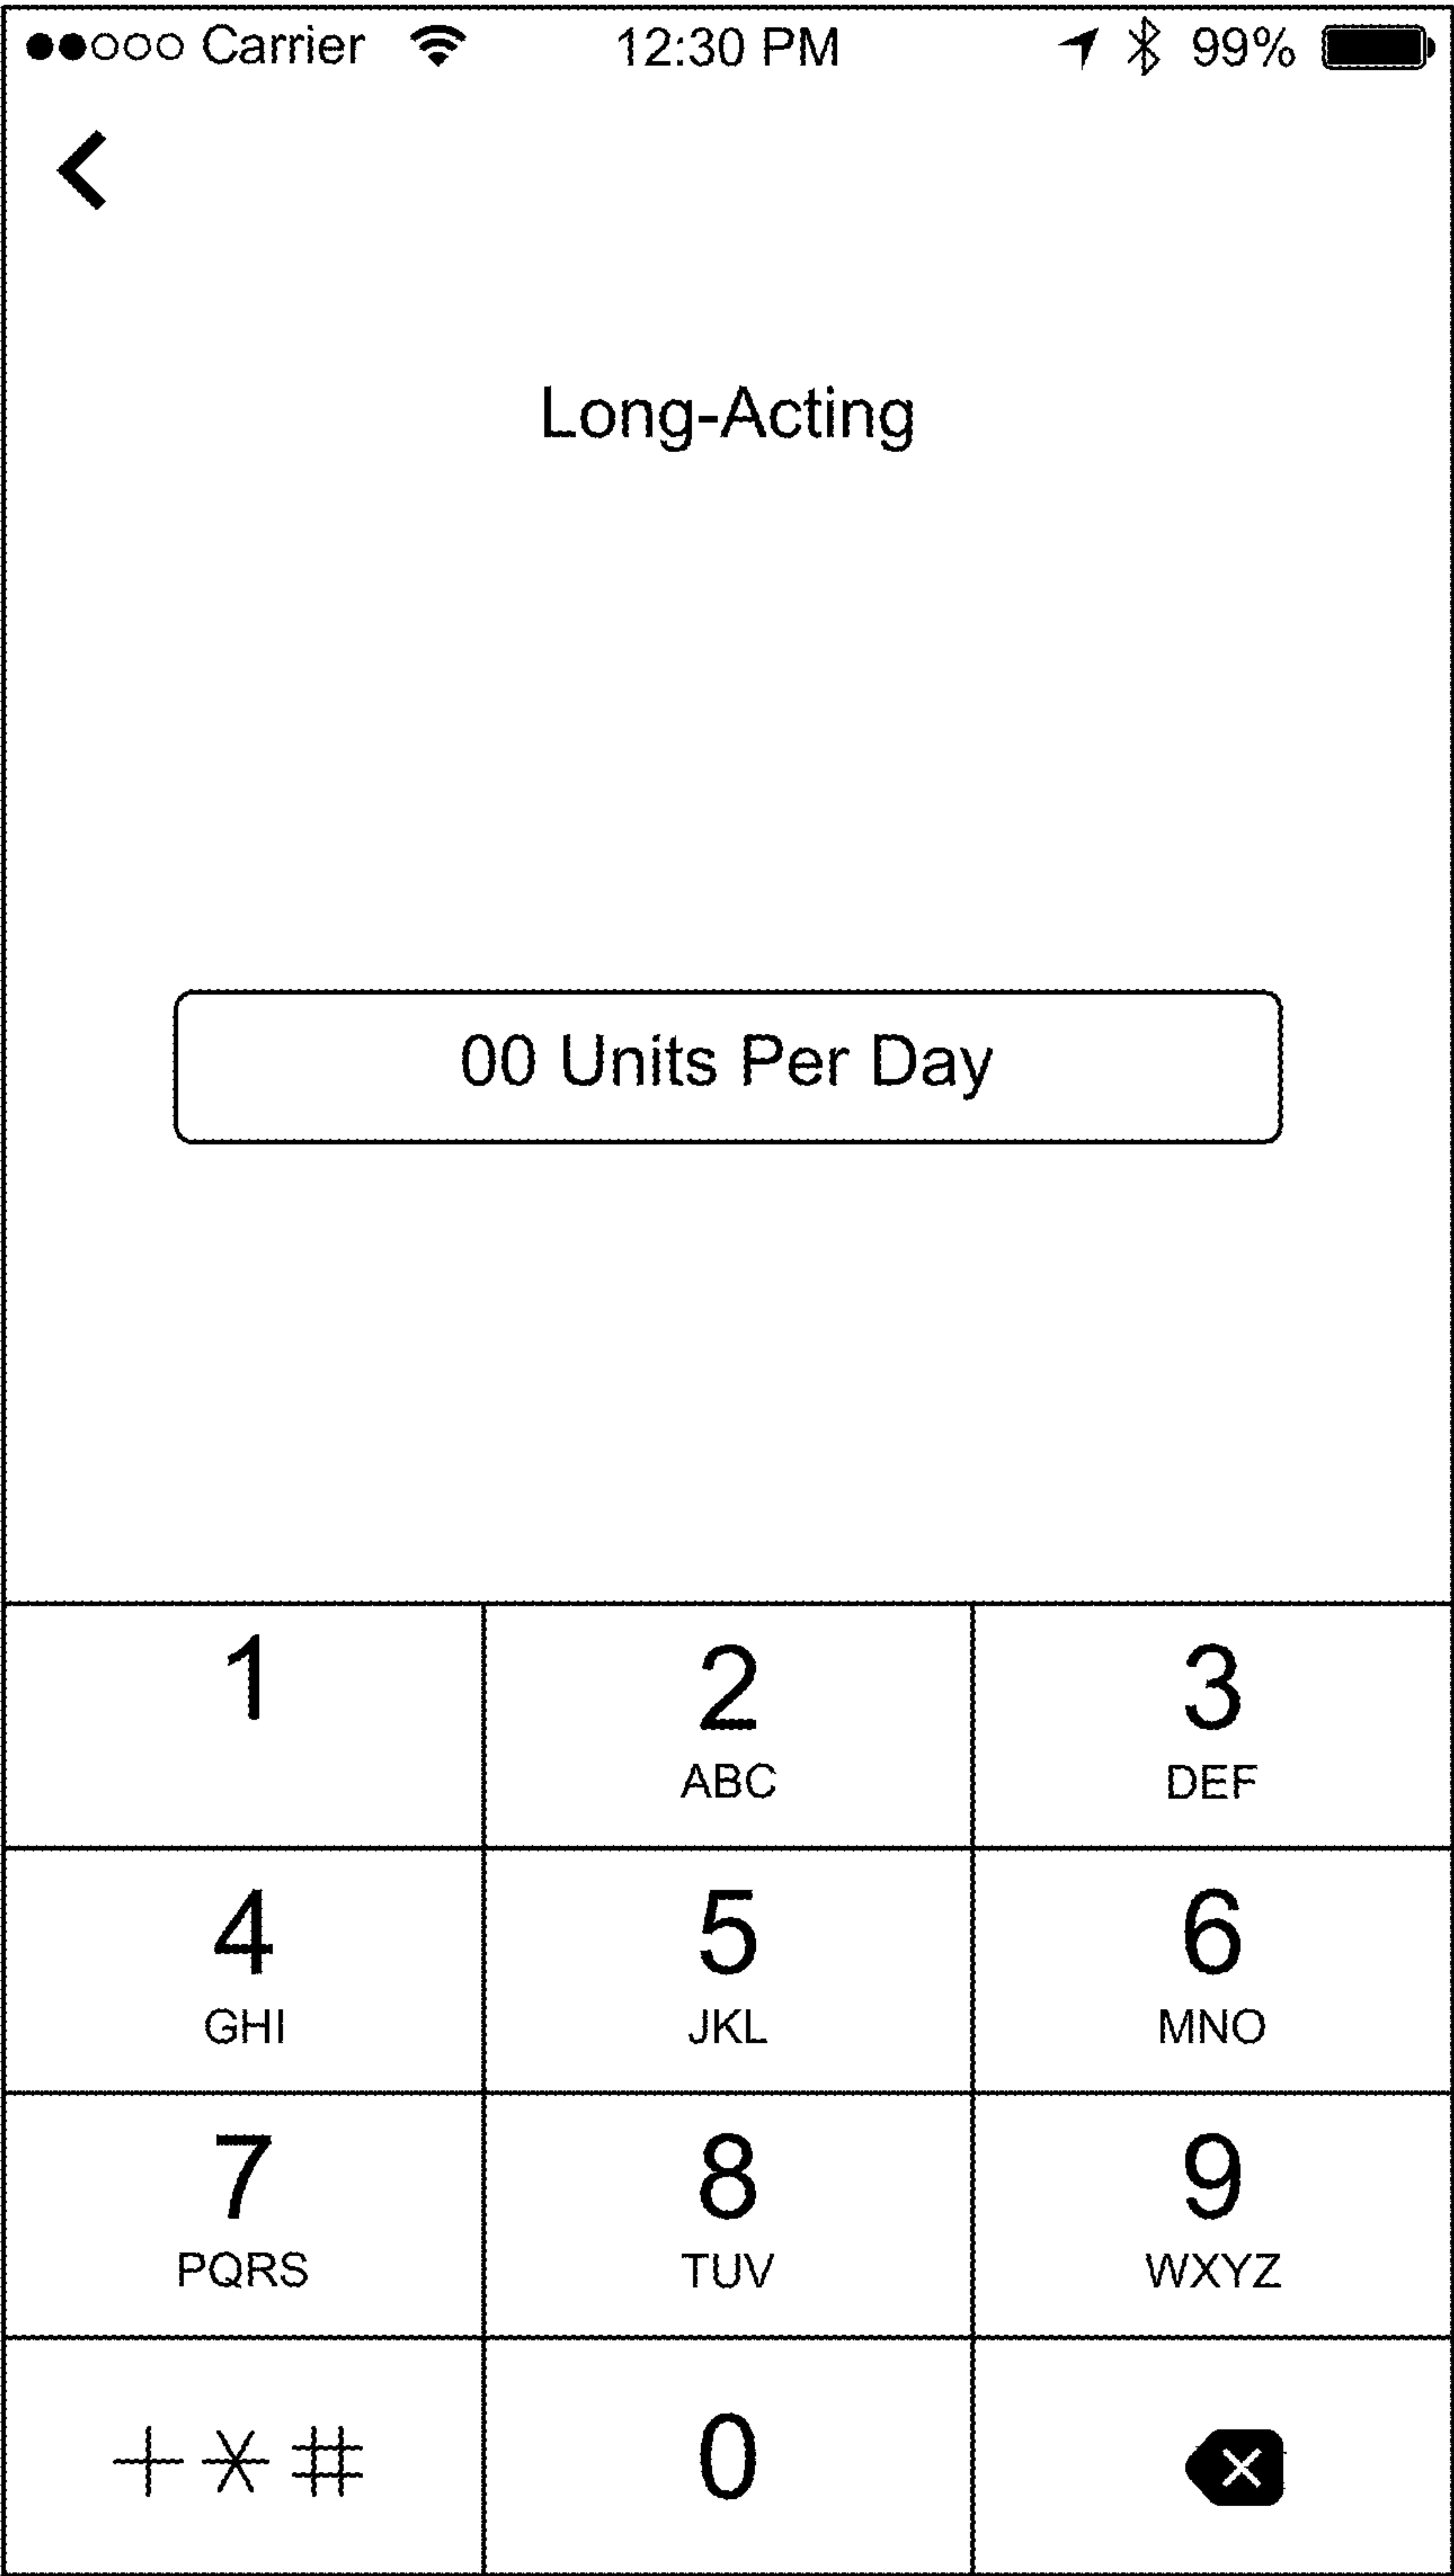 Carrier 12:30 PM 99%
Long-Acting
00 Units Per Day
1 2 3
ABC DEF
4 5 6
GHI JKL MNO
7 8 9
PQRS TUV WXYZ
+ * # 0